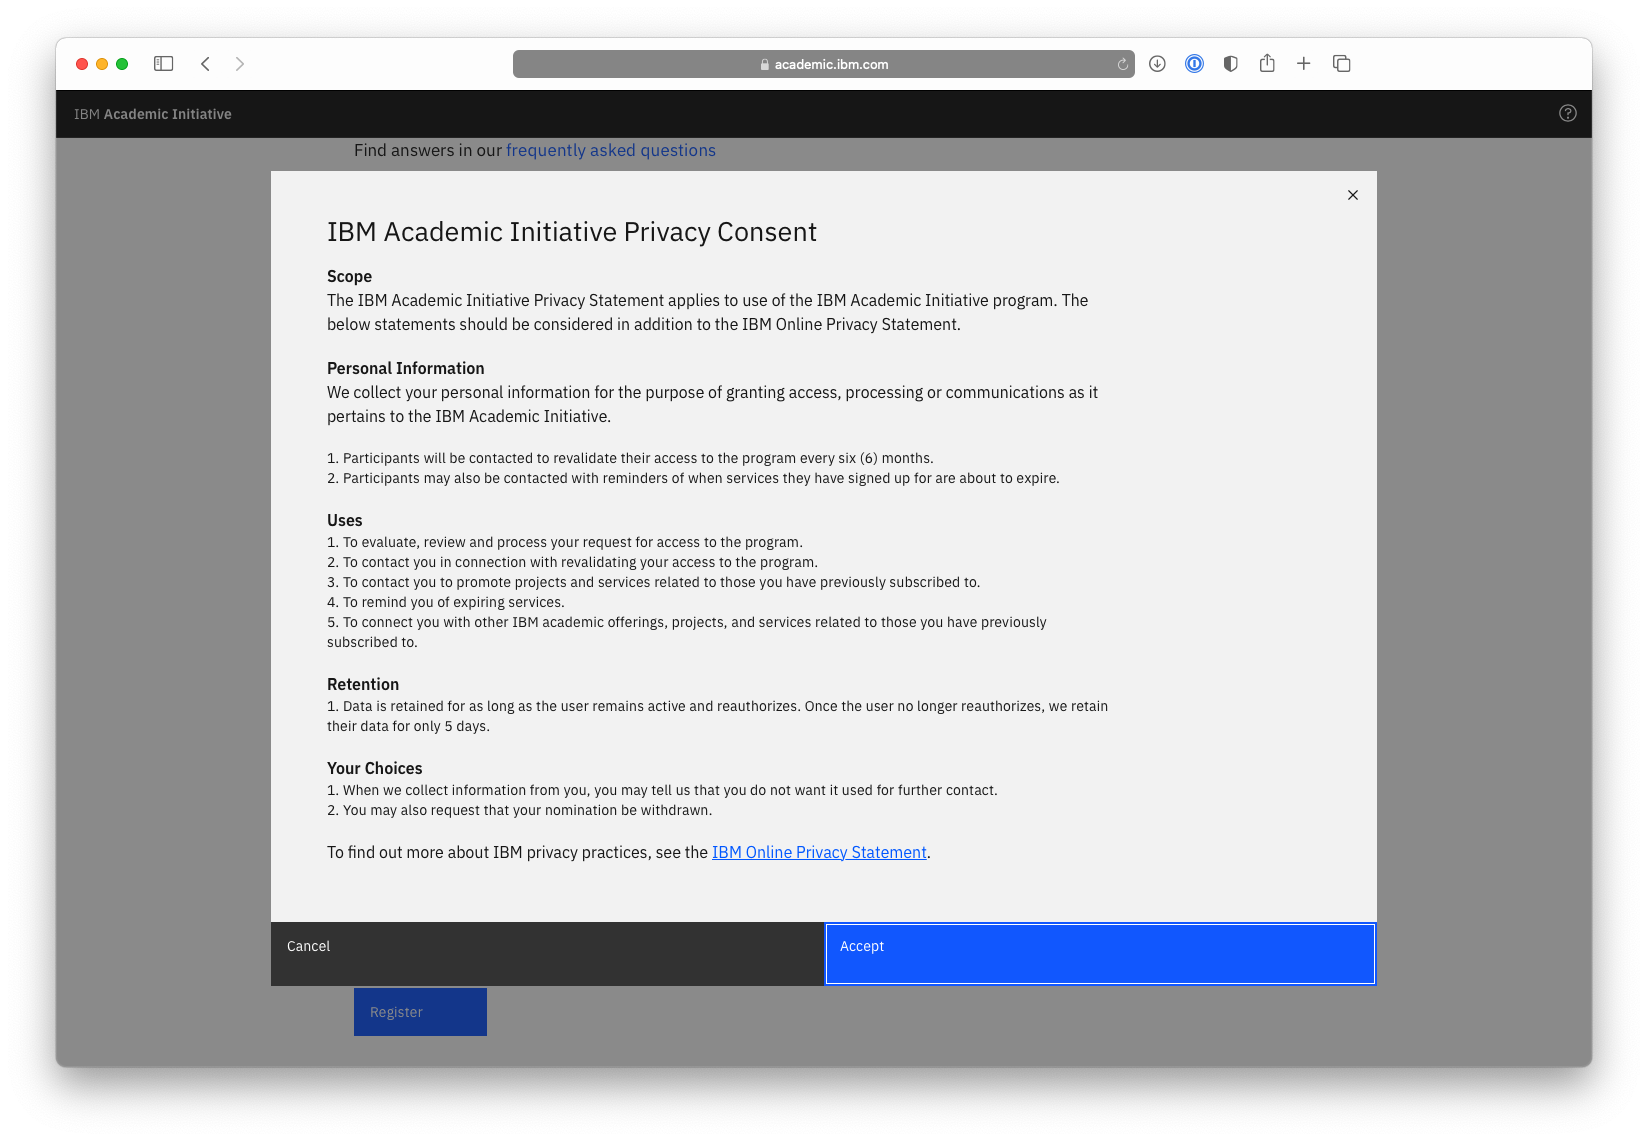 academic.ibm.com
IBM Academic Initiative
Find answers in our frequently asked questions
IBM Academic Initiative Privacy Consent
Scope
The IBM Academic Initiative Privacy Statement applies to use of the IBM Academic Initiative program. The
below statements should be considered in addition to the IBM Online Privacy Statement.
Personal Information
We collect your personal information for the purpose of granting access, processing or communications as it
pertains to the IBM Academic Initiative.
1. Participants will be contacted to revalidate their access to the program every six (6) months.
2. Participants may also be contacted with reminders of when services they have signed up for are about to expire.
Uses
1. To evaluate, review and process your request for access to the program.
2. To contact you in connection with revalidating your access to the program.
3. To contact you to promote projects and services related to those you have previously subscribed to.
4. To remind you of expiring services.
5. To connect you with other IBM academic offerings, projects, and services related to those you have previously
subscribed to.
Retention
1. Data is retained for as long as the user remains active and reauthorizes. Once the user no longer reauthorizes, we retain
their data for only 5 days.
Your Choices
1. When we collect information from you, you may tell us that you do not want it used for further contact.
2. You may also request that your nomination be withdrawn.
To find out more about IBM privacy practices, see the IBM Online Privacy Statement.
Cancel
Accept
Register